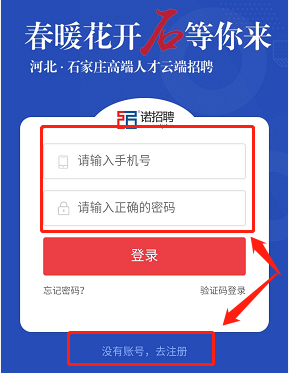 春暖花开石等你来
河北·石家庄高端人才云端招聘
诺招聘
请输入手机号
请输入正确的密码
登录
忘记密码? 验证码登录
没有账号，去注册